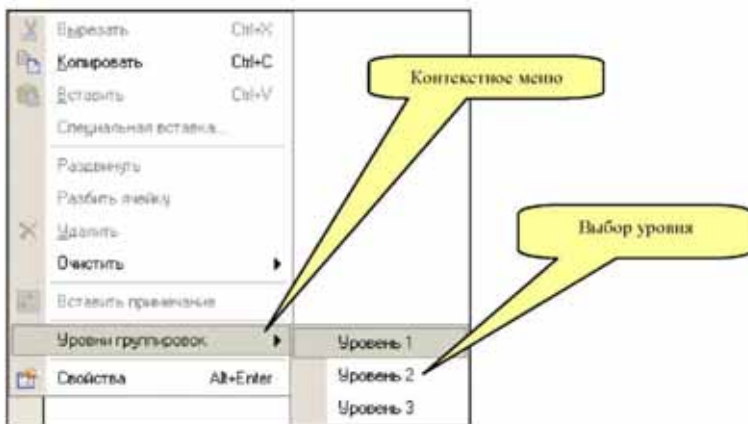 Вырезать Ctrl+X
Копировать Ctrl+C
Вставить Ctrl+V
Специальная вставка...
Раздвинуть
Разбить ячейку
Удалить
Очистить
Вставить примечание
Уровни группировок
Свойства Alt+Enter
Уровень 1
Уровень 2
Уровень 3
Контекстное меню
Выбор уровня